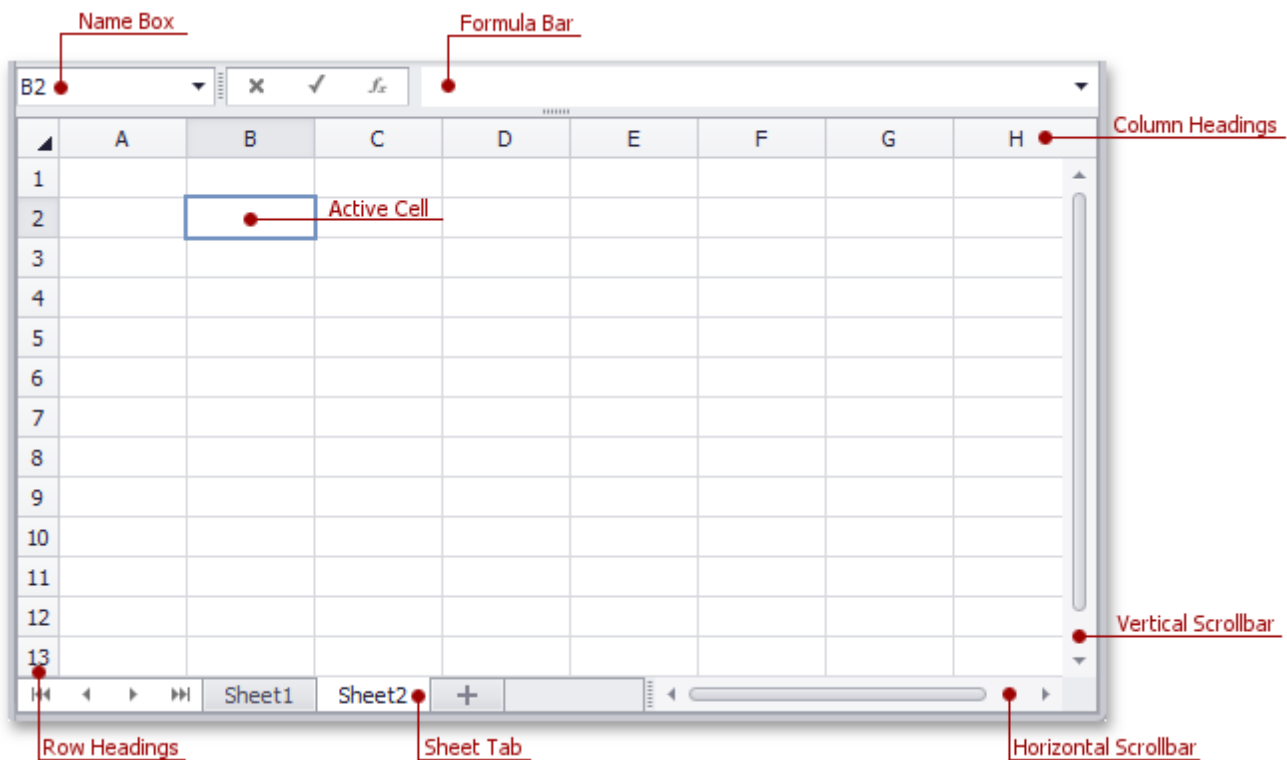 Name Box
Formula Bar
B2
fx
Column Headings
A B C D E F G H
1
2 Active Cell
3
4
5
6
7
8
9
10
11
12
Vertical Scrollbar
13
Sheet1 Sheet2 +
Row Headings Sheet Tab Horizontal Scrollbar